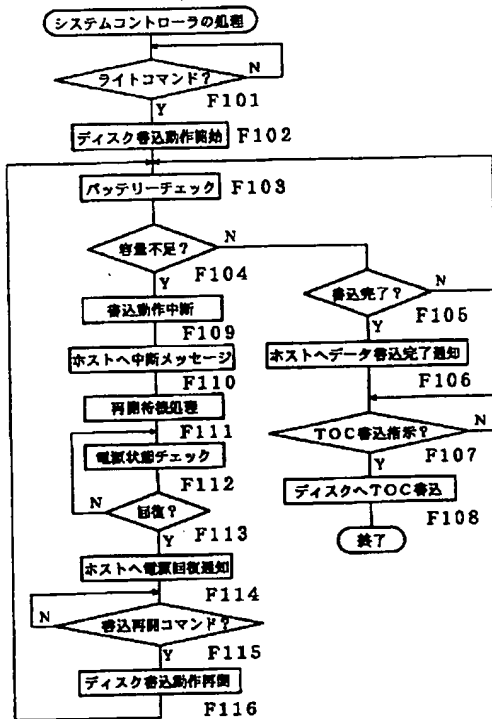 システムコントローラの処理
ライトコマンド？
N
F101
Y
ディスク書込動作開始
F102
バッテリーチェック
F103
容量不足？
N
F104
Y
書込動作中断
F109
ホストへ中断メッセージ
F110
再開待機処理
F111
電源状態チェック
F112
N
回復？
F113
Y
ホストへ電源回復通知
F114
N
書込再開コマンド？
F115
Y
ディスク書込動作再開
F116
書込完了？
N
F105
Y
ホストへデータ書込完了通知
F106
TOC書込指示？
N
F107
Y
ディスクへTOC書込
F108
終了